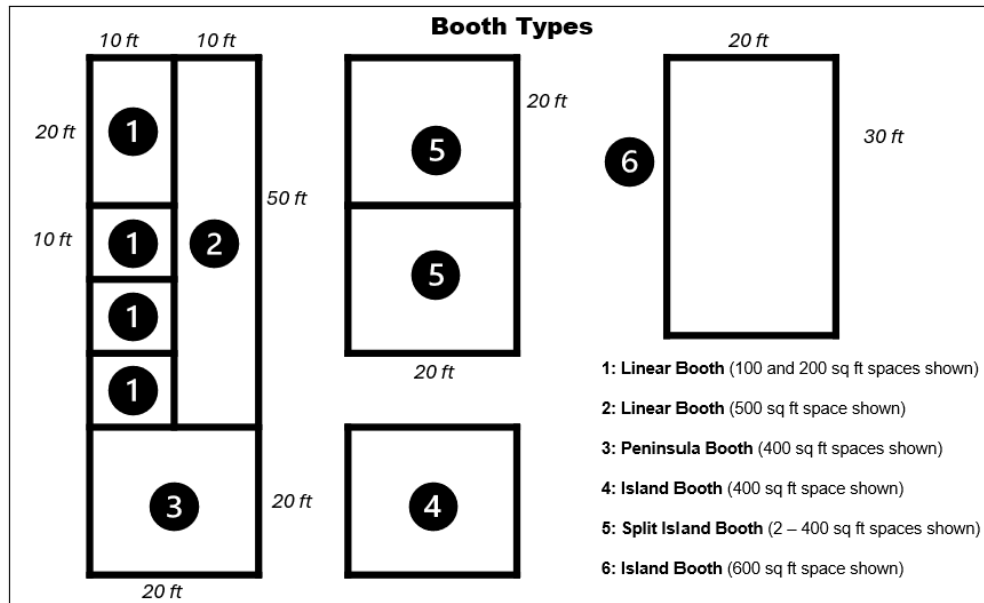 Booth Types
10 ft
10 ft
20 ft
20 ft
20 ft
1
5
6
30 ft
50 ft
10 ft
1
2
5
1
20 ft
1
1: Linear Booth (100 and 200 sq ft spaces shown)
2: Linear Booth (500 sq ft space shown)
3: Peninsula Booth (400 sq ft spaces shown)
4: Island Booth (400 sq ft space shown)
5: Split Island Booth (2 – 400 sq ft spaces shown)
6: Island Booth (600 sq ft space shown)
3
20 ft
4
20 ft